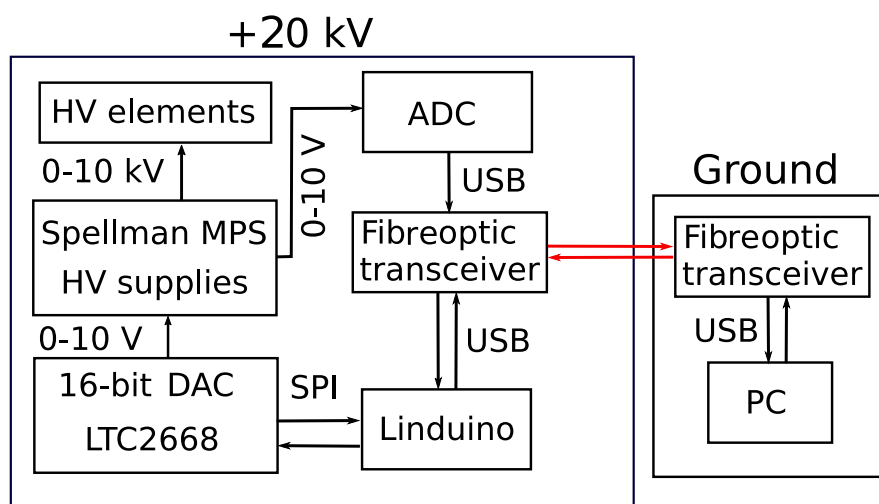 +20 kV
HV elements
ADC
0-10 kV
0-10 V
USB
Ground
Spellman MPS
HV supplies
Fibreoptic
transceiver
Fibreoptic
transceiver
0-10 V
USB
USB
16-bit DAC
LTC2668
SPI
Linduino
PC